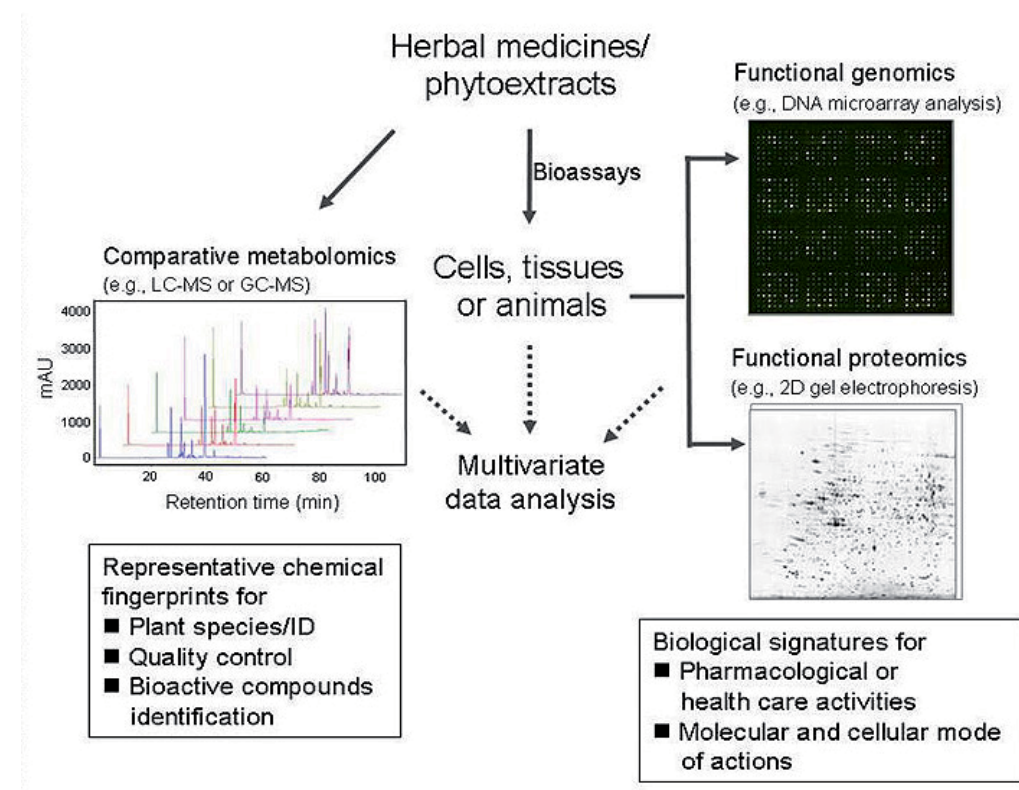 Herbal medicines/
phytoextracts
Functional genomics
(e.g., DNA microarray analysis)
Bioassays
Comparative metabolomics
(e.g., LC-MS or GC-MS)
Cells, tissues
or animals
4000
3000
2000
1000
0
mAU
20 40 60 80 100
Retention time (min)
Functional proteomics
(e.g., 2D gel electrophoresis)
Multivariate
data analysis
Representative chemical
fingerprints for
■ Plant species/ID
■ Quality control
■ Bioactive compounds
identification
Biological signatures for
■ Pharmacological or
health care activities
■ Molecular and cellular mode
of actions